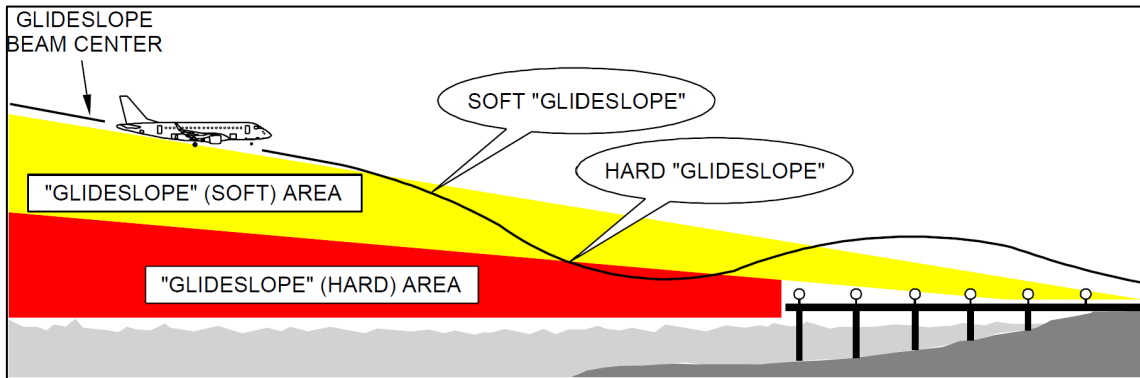 GLIDESLOPE
BEAM CENTER
SOFT "GLIDESLOPE"
HARD "GLIDESLOPE"
"GLIDESLOPE" (SOFT) AREA
"GLIDESLOPE" (HARD) AREA